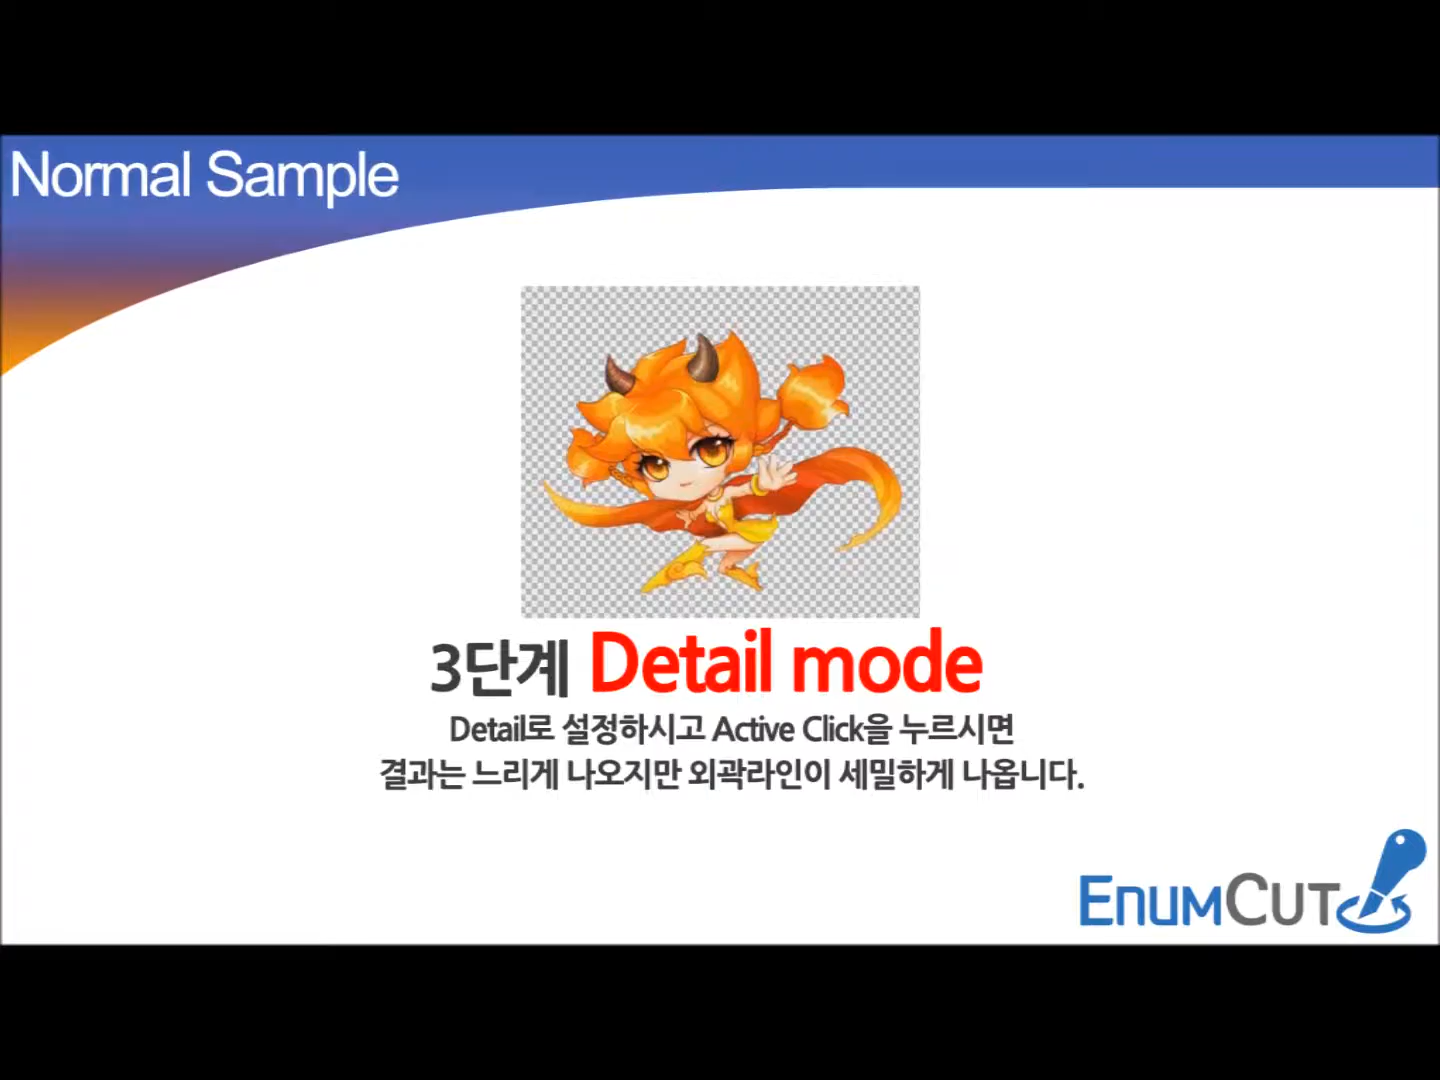 Normal Sample
3단계 Detail mode
Detail로 설정하시고 Active Click을 누르시면
결과는 느리게 나오지만 외곽라인이 세밀하게 나옵니다.
EnumCut